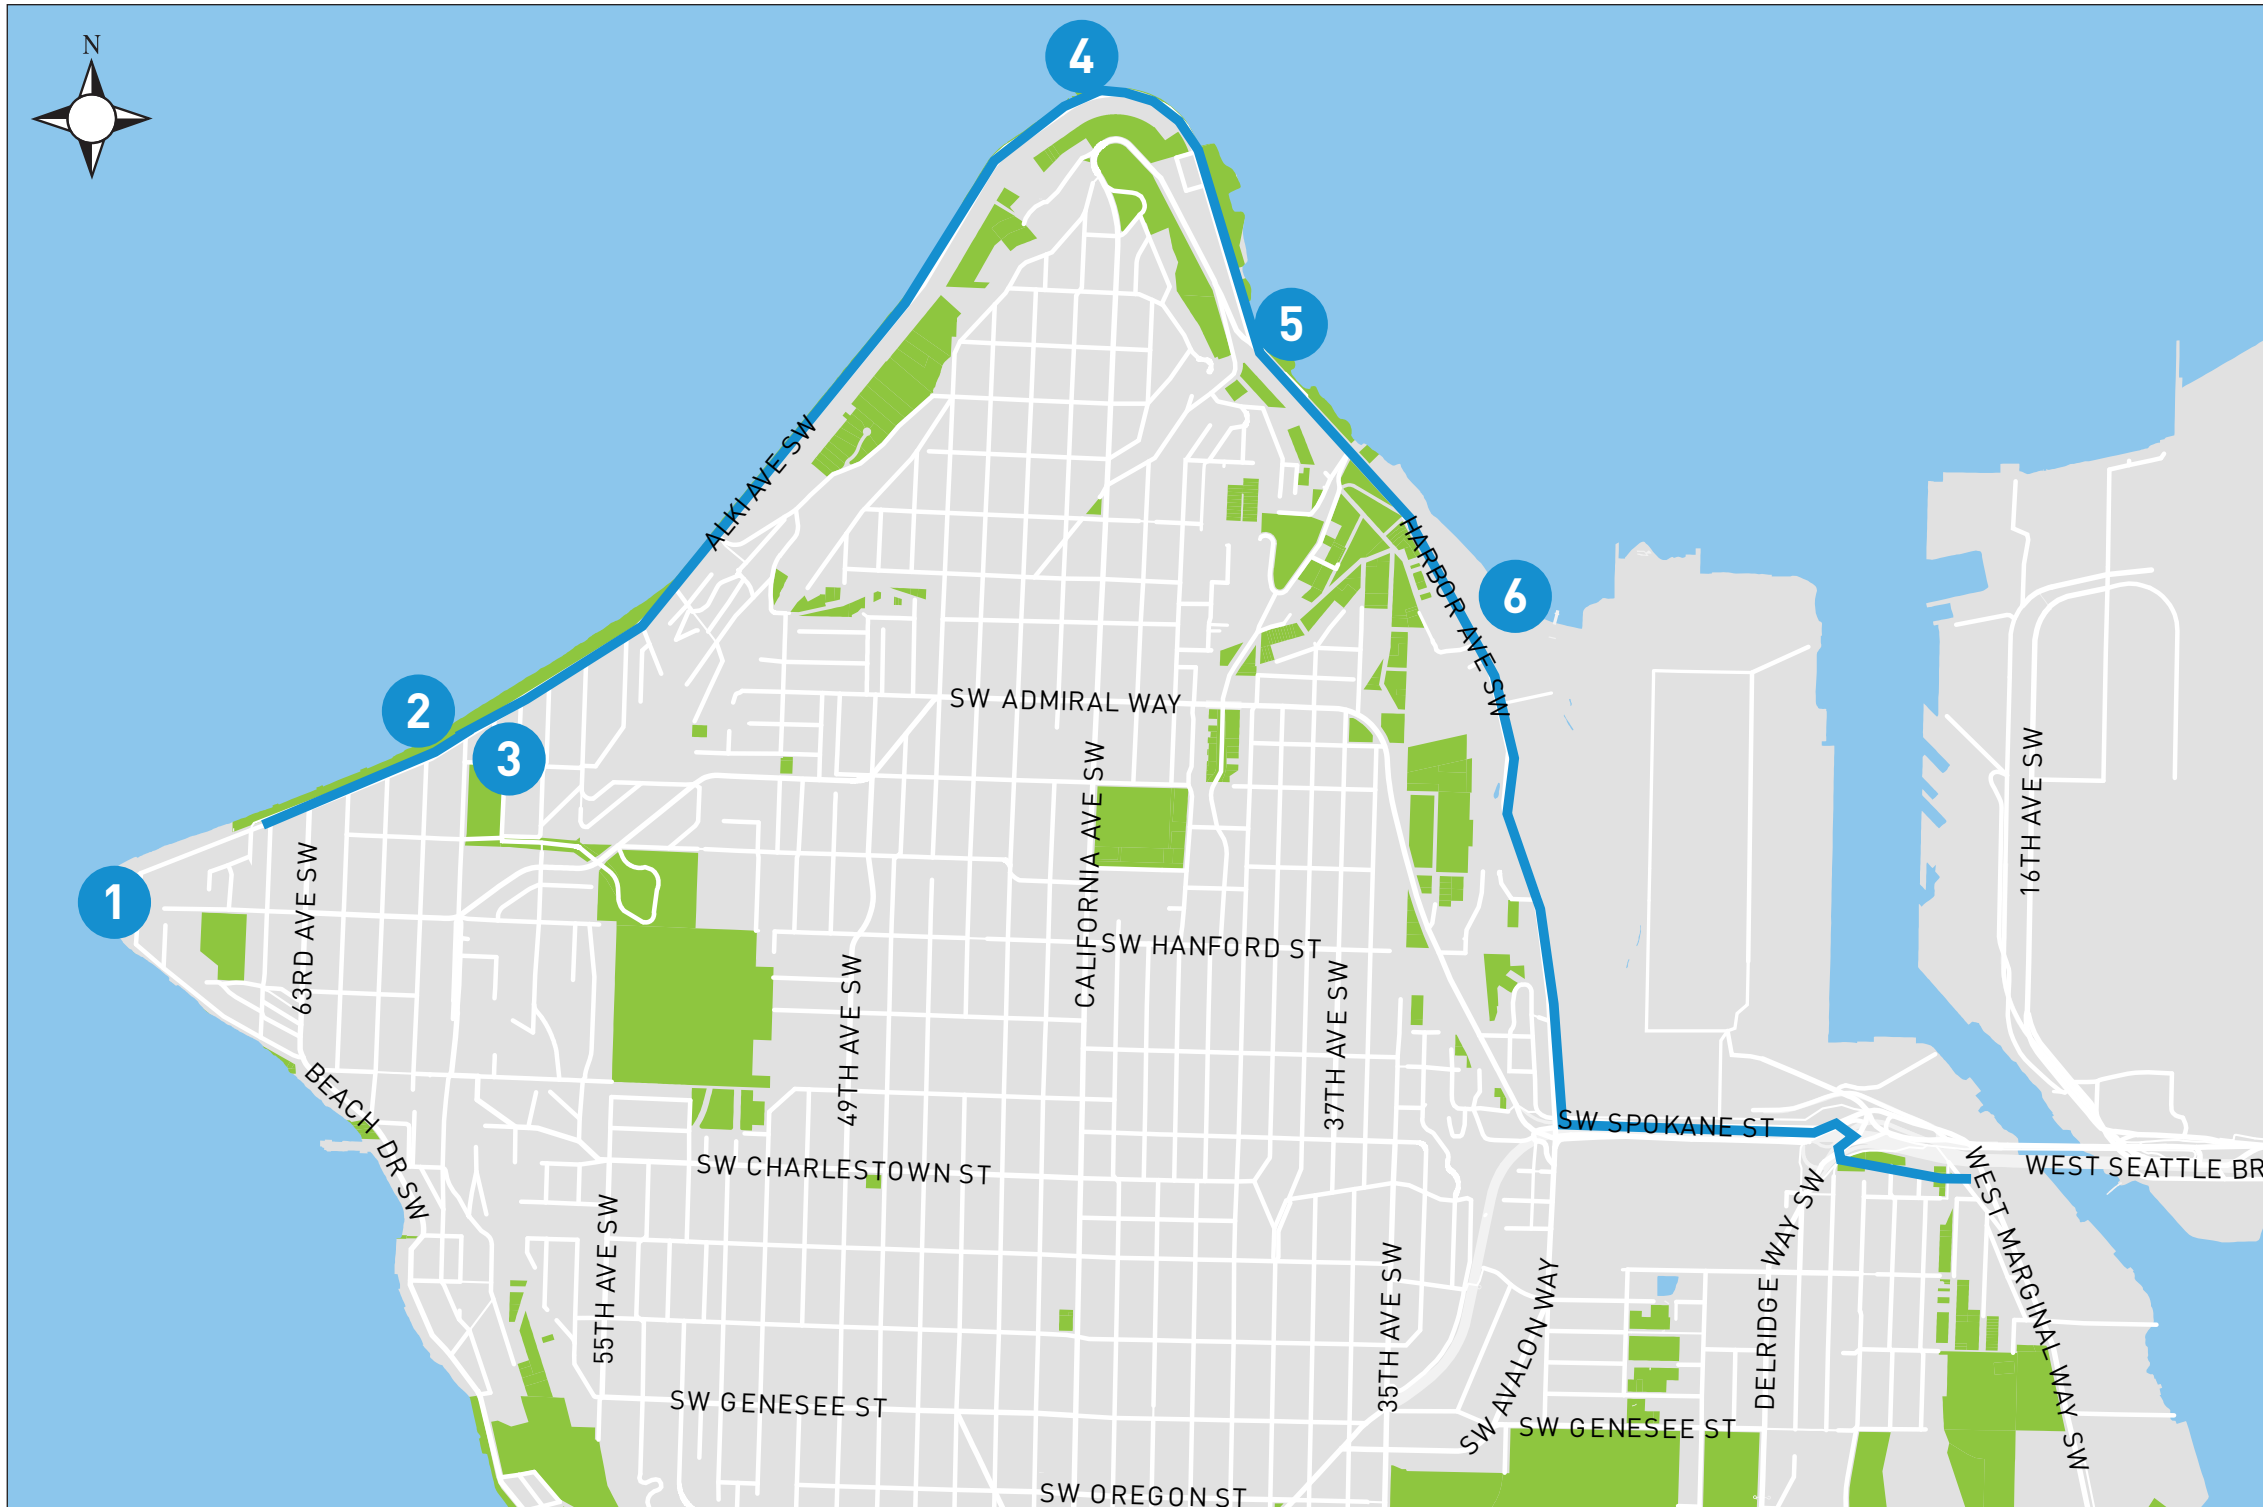 N
4
5
ALKI AVE SW
HARBOR AVE SW
6
2
3
SW ADMIRAL WAY
1
63RD AVE SW
CALIFORNIA AVE SW
16TH AVE SW
SW HANFORD ST
49TH AVE SW
37TH AVE SW
BEACH DR SW
SW SPOKANE ST
SW CHARLESTOWN ST
WEST SEATTLE BR
55TH AVE SW
35TH AVE SW
SW AVALON WAY
DELRIDGE WAY SW
WEST MARGINAL WAY SW
SW GENESEE ST
SW GENESEE ST
SW OREGON ST